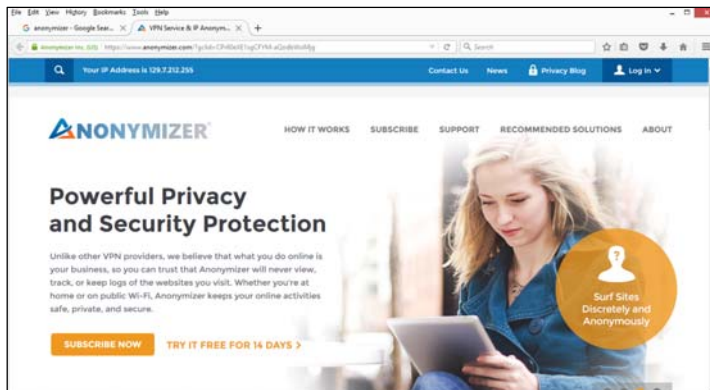 File Edit View History Bookmarks Tools Help
anonymizer - Google Sear... × VPN Service & IP Anonym... × +
Anonymizer Inc. (US) https://www.anonymizer.com/ Search
Your IP Address is 129.7.212.255 Contact Us News Privacy Blog Log In
ANONYMIZER®
HOW IT WORKS SUBSCRIBE SUPPORT RECOMMENDED SOLUTIONS ABOUT
Powerful Privacy
and Security Protection
Unlike other VPN providers, we believe that what you do online is
your business, so you can trust that Anonymizer will never view,
track, or keep logs of the websites you visit. Whether you're at
home or on public Wi-Fi, Anonymizer keeps your online activities
safe, private, and secure.
SUBSCRIBE NOW TRY IT FREE FOR 14 DAYS >
Surf Sites
Discretely and
Anonymously